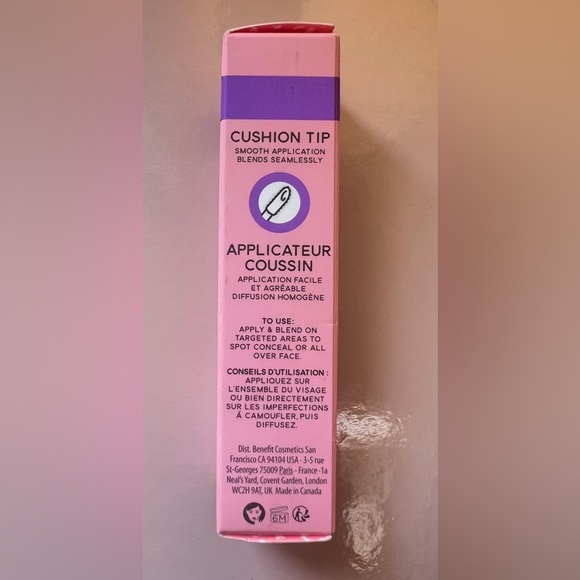 CUSHION TIP
SMOOTH APPLICATION
BLENDS SEAMLESSLY
APPLICATEUR
COUSSIN
APPLICATION FACILE
ET AGRÉABLE
DIFFUSION HOMOGÈNE
TO USE:
APPLY & BLEND ON
TARGETED AREAS TO
SPOT CONCEAL OR ALL
OVER FACE.
CONSEILS D'UTILISATION :
APPLIQUEZ SUR
L'ENSEMBLE DU VISAGE
OU BIEN DIRECTEMENT
SUR LES IMPERFECTIONS
Á CAMOUFLER, PUIS
DIFFUSEZ.
Dist. Benefit Cosmetics San
Francisco CA 94104 USA - 3-5 rue
St-Georges 75009 Paris - France -1a
Neal's Yard, Covent Garden, London
WC2H 9AT, UK Made in Canada
6M